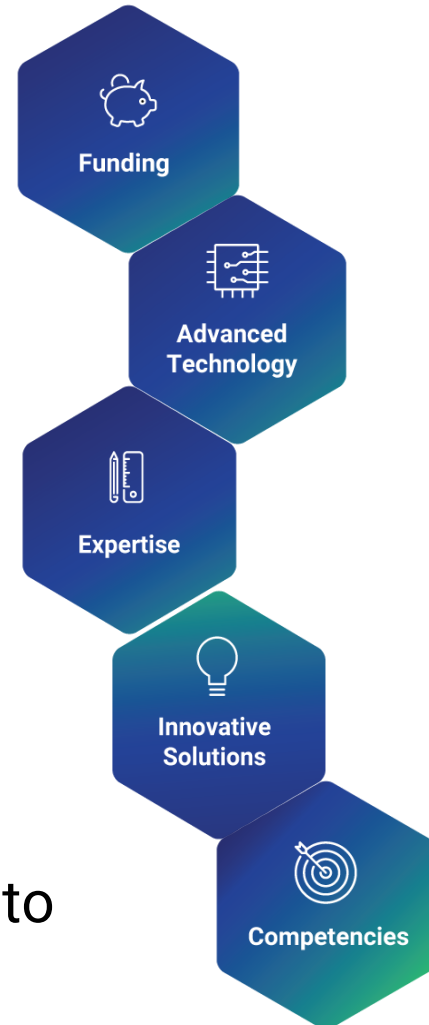 Funding
Advanced
Technology
Expertise
Innovative
Solutions
to
Competencies